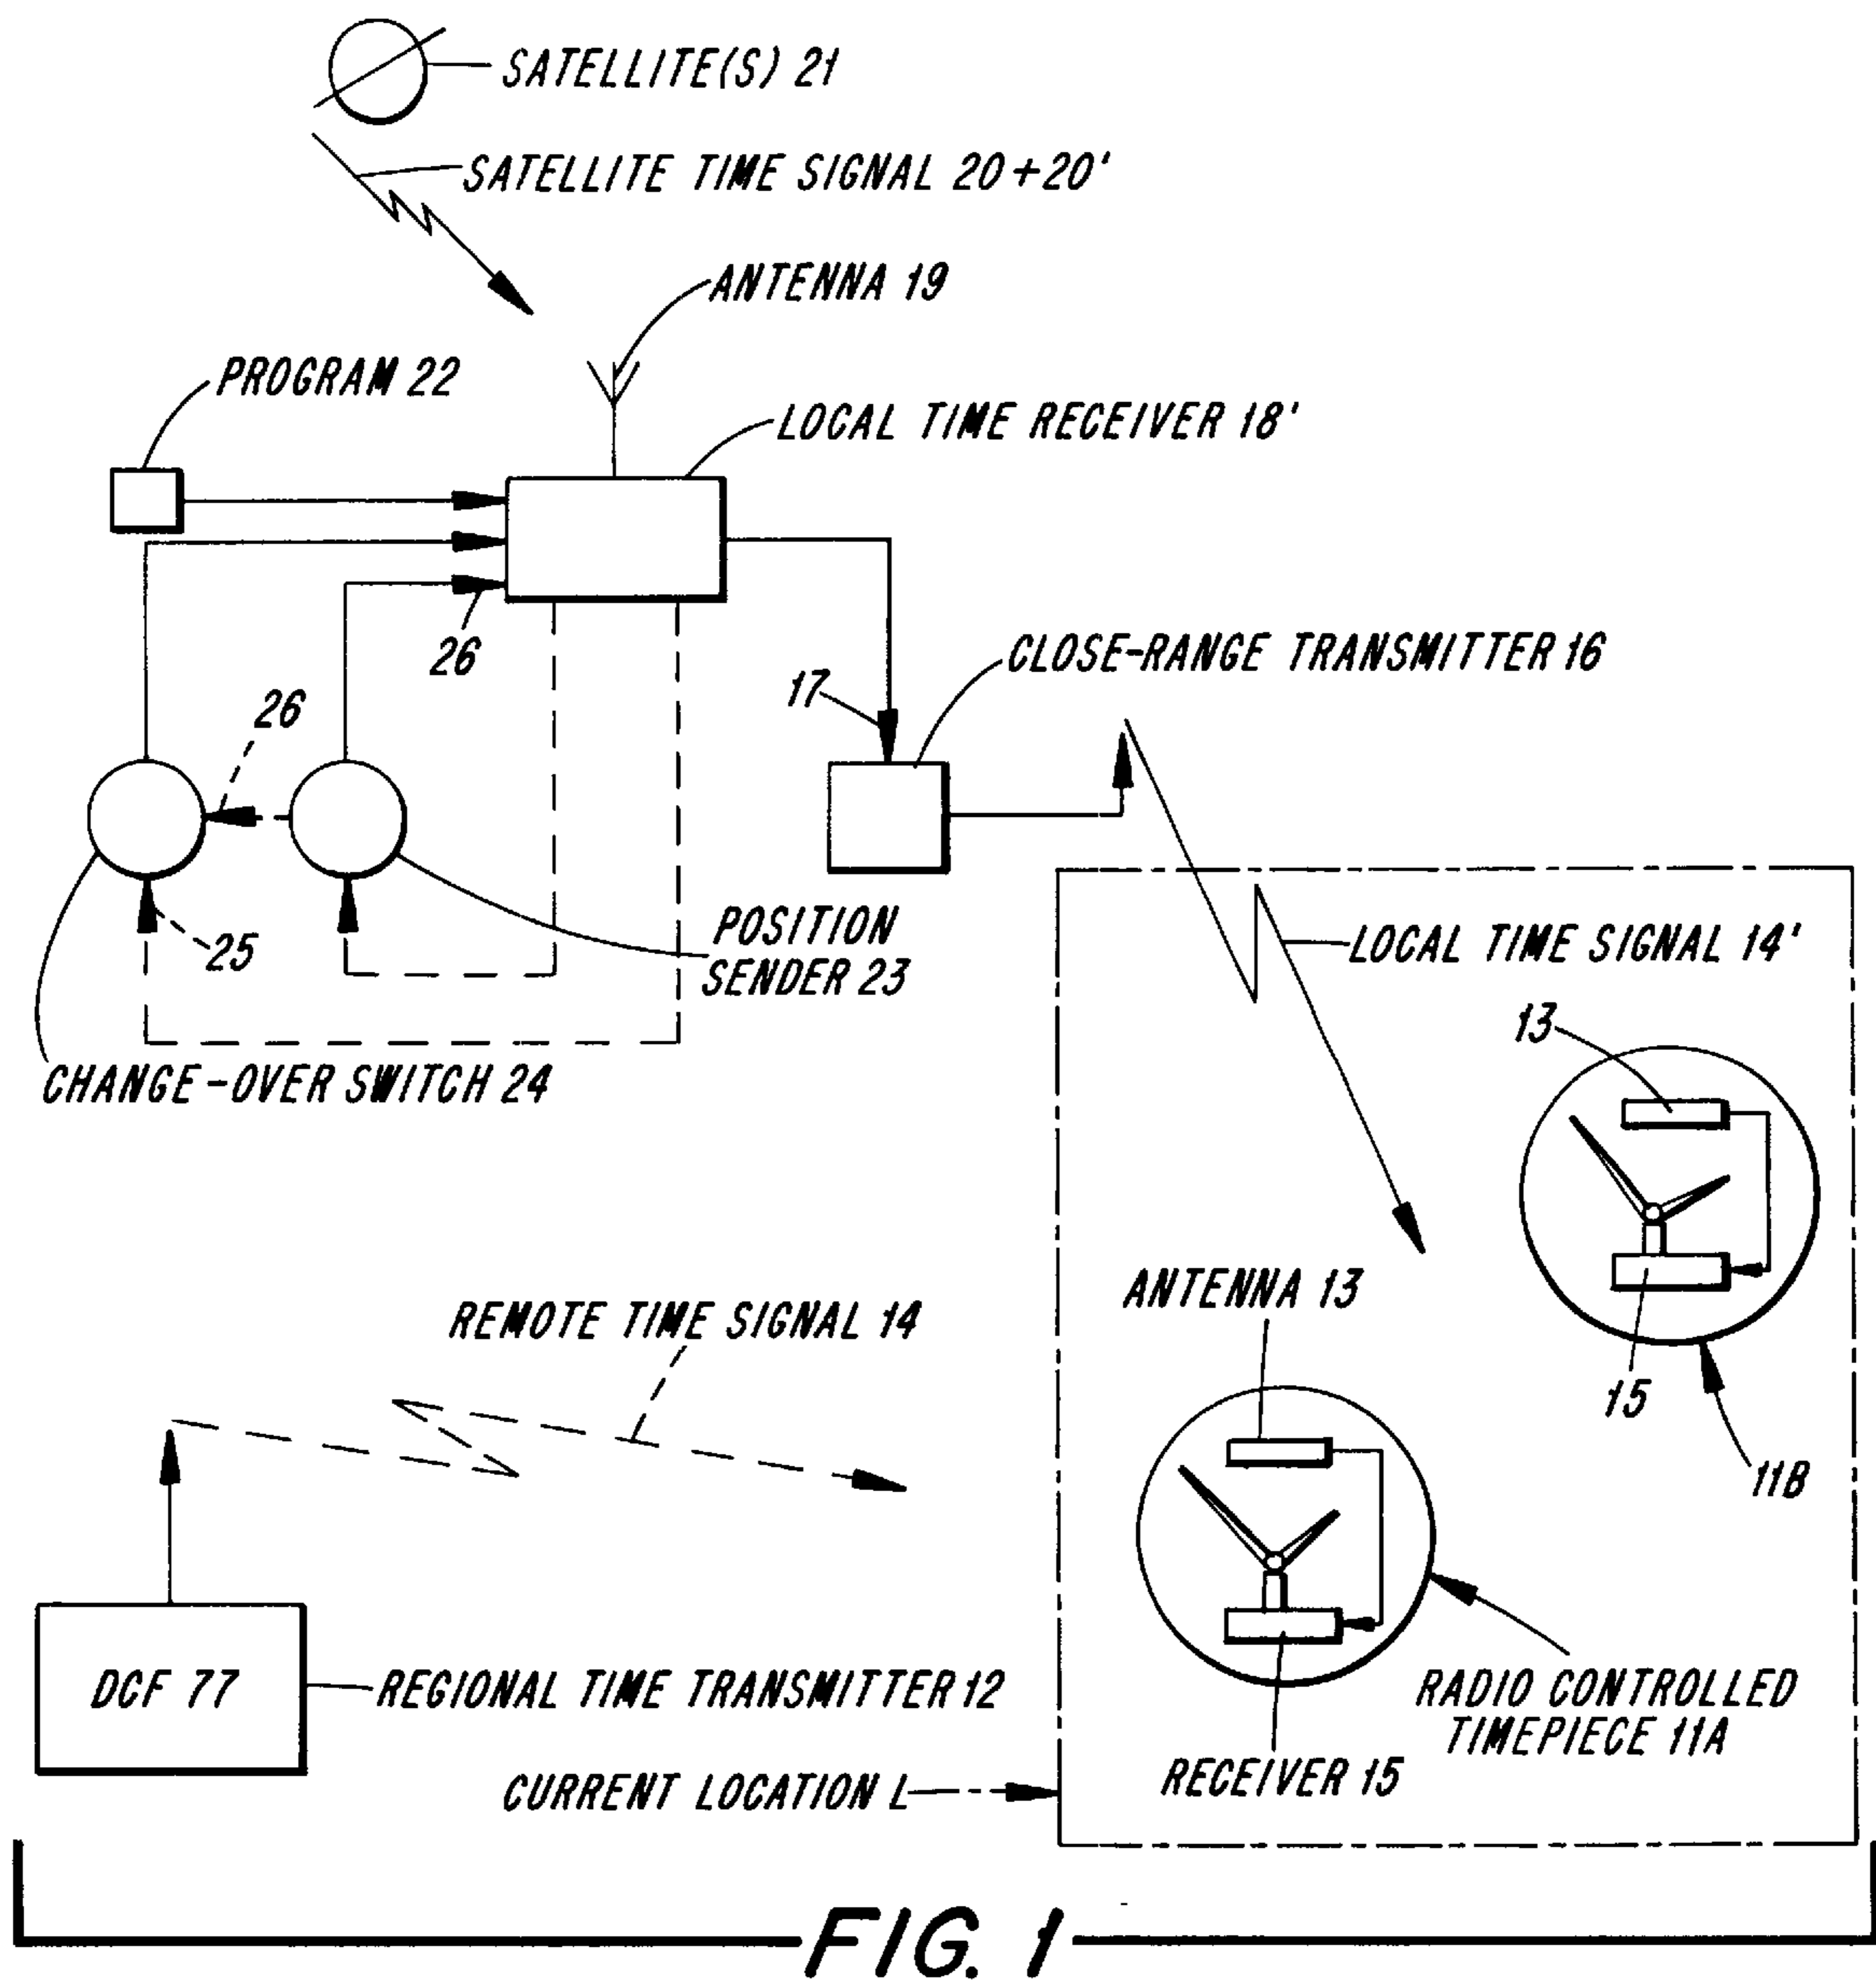 SATELLITE(S) 21
SATELLITE TIME SIGNAL 20+20'
ANTENNA 19
PROGRAM 22
LOCAL TIME RECEIVER 18'
26
CLOSE-RANGE TRANSMITTER 16
17
26
25
POSITION
SENDER 23
LOCAL TIME SIGNAL 14'
13
CHANGE-OVER SWITCH 24
ANTENNA 13
REMOTE TIME SIGNAL 14
15
11B
DCF 77
REGIONAL TIME TRANSMITTER 12
RADIO CONTROLLED
TIMEPIECE 11A
RECEIVER 15
CURRENT LOCATION L
FIG. 1